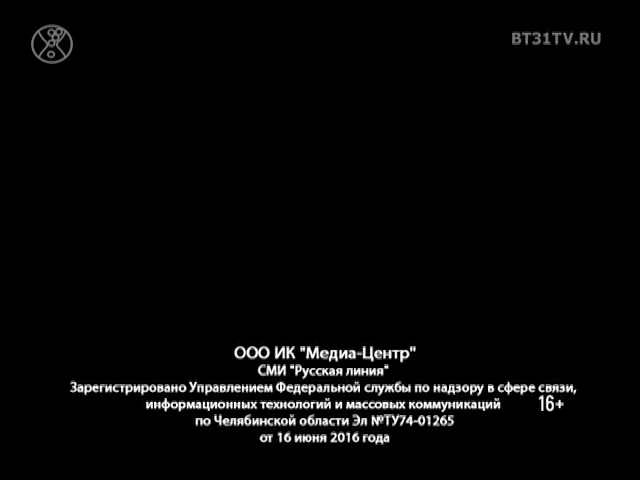 BT31TV.RU
ООО ИК "Медиа-Центр"
СМИ "Русская линия"
Зарегистрировано Управлением Федеральной службы по надзору в сфере связи,
информационных технологий и массовых коммуникаций
16+
по Челябинской области Эл №ТУ74-01265
от 16 июня 2016 года